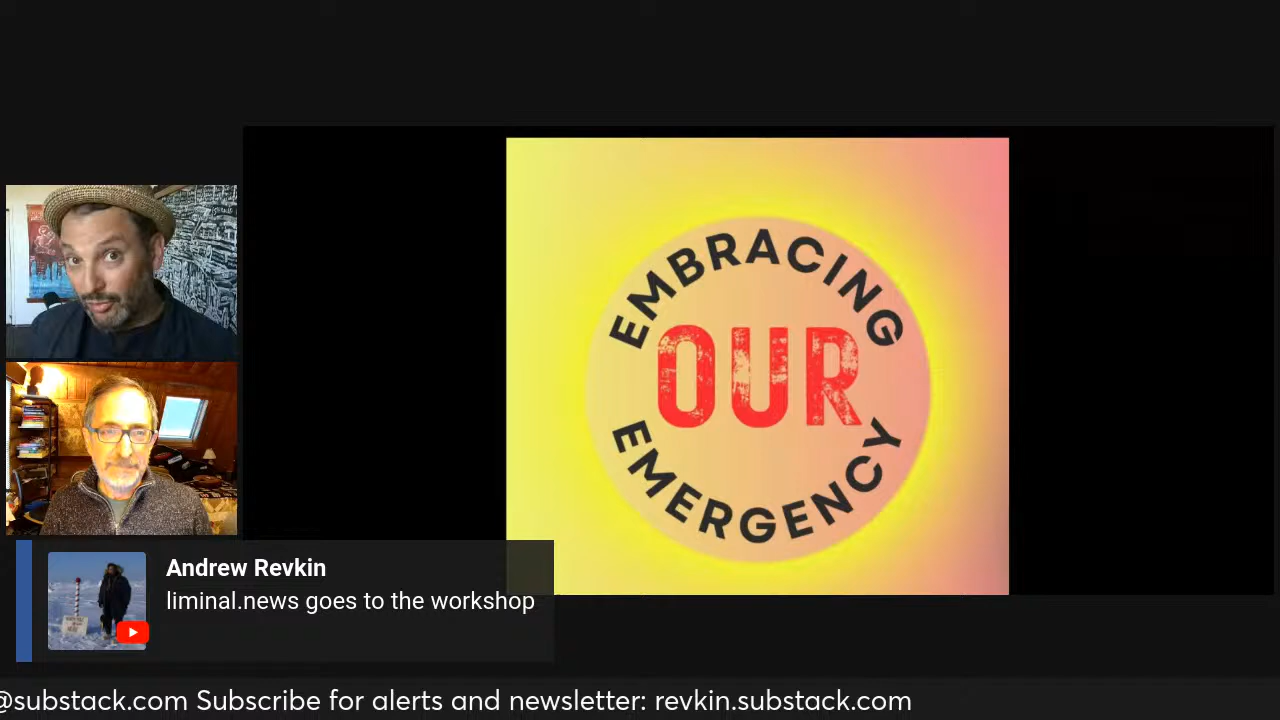 EMBRACING
OUR
EMERGENCY
Andrew Revkin
liminal.news goes to the workshop
@substack.com Subscribe for alerts and newsletter: revkin.substack.com